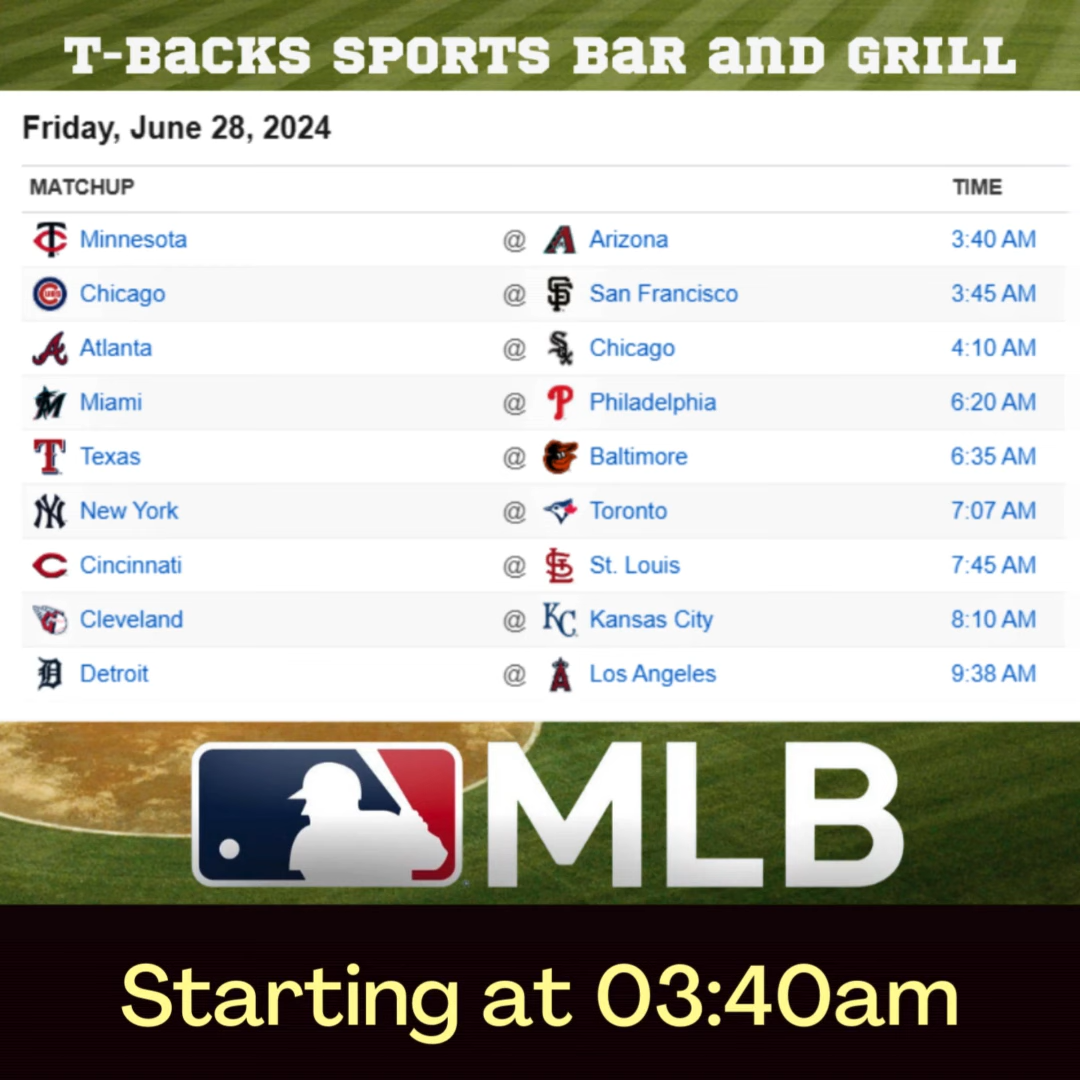 T-BACKS SPORTS BAR AND GRILL
Friday, June 28, 2024
MATCHUP TIME
Minnesota @ Arizona 3:40 AM
Chicago @ San Francisco 3:45 AM
Atlanta @ Chicago 4:10 AM
Miami @ Philadelphia 6:20 AM
Texas @ Baltimore 6:35 AM
New York @ Toronto 7:07 AM
Cincinnati @ St. Louis 7:45 AM
Cleveland @ Kansas City 8:10 AM
Detroit @ Los Angeles 9:38 AM
MLB
Starting at 03:40am